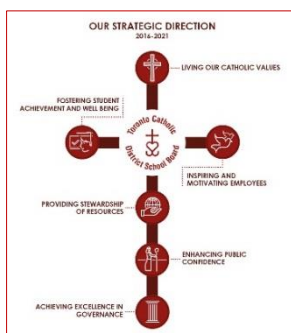 OUR STRATEGIC DIRECTION
2016-2021
LIVING OUR CATHOLIC VALUES
FOSTERING STUDENT
ACHIEVEMENT AND WELL BEING
Toronto Catholic
District School Board
INSPIRING AND
MOTIVATING EMPLOYEES
PROVIDING STEWARDSHIP
OF RESOURCES
ENHANCING PUBLIC
CONFIDENCE
ACHIEVING EXCELLENCE IN
GOVERNANCE